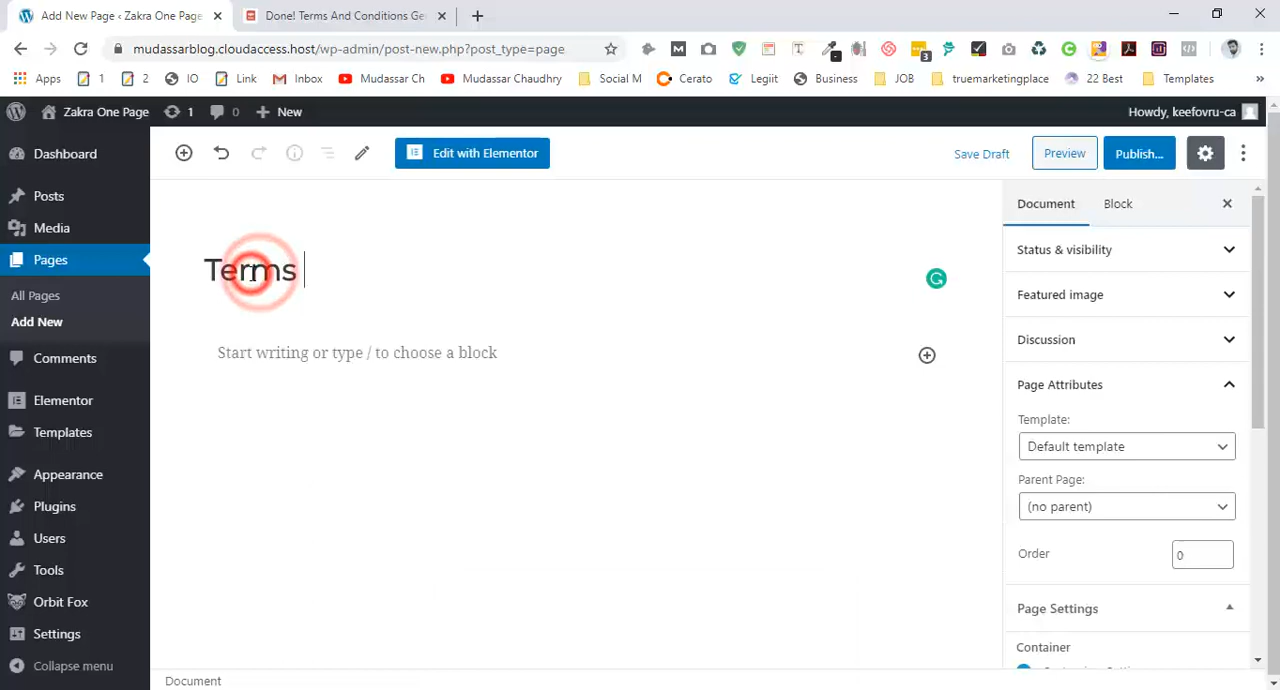 Add New Page ‹ Zakra One Page
Done! Terms And Conditions Ge
mudassarblog.cloudaccess.host/wp-admin/post-new.php?post_type=page
3
Apps
1
2
IO
Link
Inbox
Mudassar Ch
Mudassar Chaudhry
Social M
Cerato
Legiit
Business
JOB
truemarketingplace
22 Best
Templates
»
Zakra One Page
1
0
New
Howdy, keefovru-ca
Dashboard
Posts
Media
Pages
All Pages
Add New
Comments
Elementor
Templates
Appearance
Plugins
Users
Tools
Orbit Fox
Settings
Collapse menu
Edit with Elementor
Save Draft
Preview
Publish...
Terms
Start writing or type / to choose a block
Document
Block
Status & visibility
Featured image
Discussion
Page Attributes
Template:
Default template
Parent Page:
(no parent)
Order
0
Page Settings
Container
Document